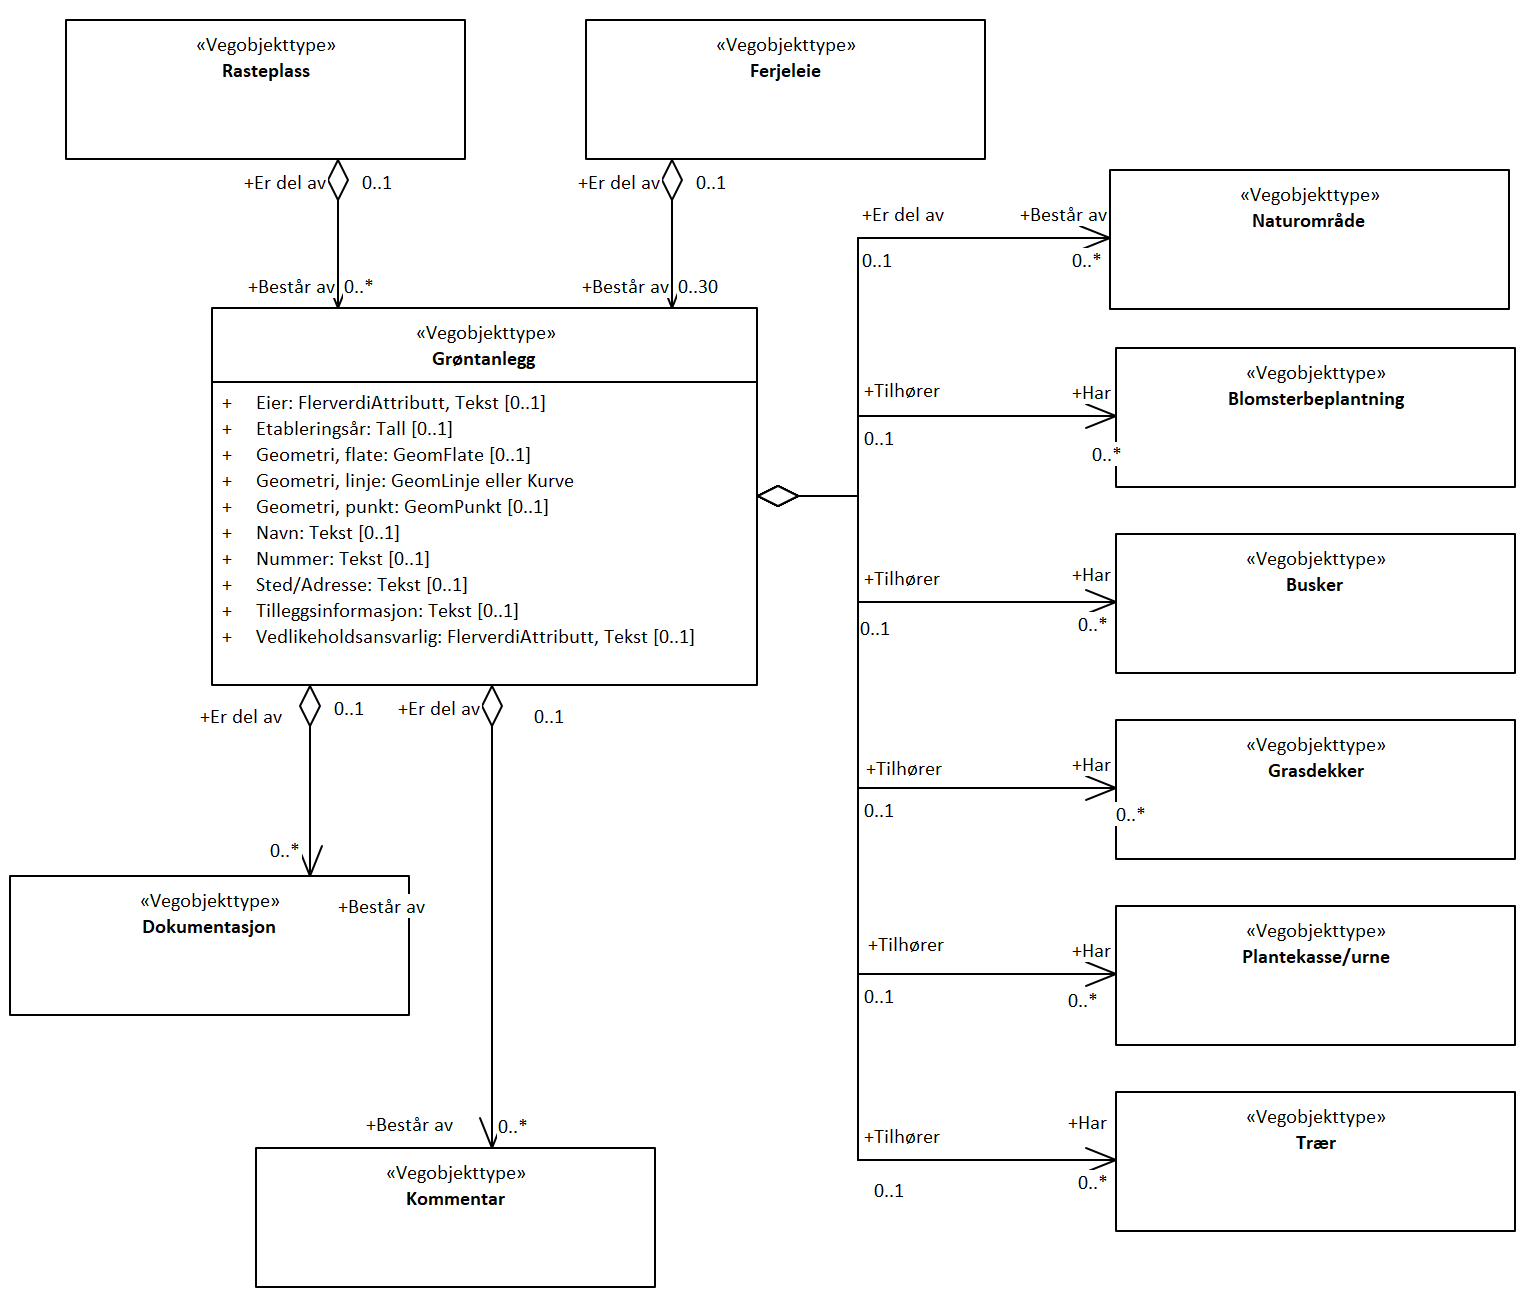 «Vegobjekttype»
Rasteplass
«Vegobjekttype»
Ferjeleie
+Er del av
0..1
+Er del av
0..1
+Består av
0..*
+Består av
0..30
«Vegobjekttype»
Grøntanlegg
+ Eier: FlerverdiAttributt, Tekst [0..1]
+ Etableringsår: Tall [0..1]
+ Geometri, flate: GeomFlate [0..1]
+ Geometri, linje: GeomLinje eller Kurve
+ Geometri, punkt: GeomPunkt [0..1]
+ Navn: Tekst [0..1]
+ Nummer: Tekst [0..1]
+ Sted/Adresse: Tekst [0..1]
+ Tilleggsinformasjon: Tekst [0..1]
+ Vedlikeholdsansvarlig: FlerverdiAttributt, Tekst [0..1]
+Er del av
+Består av
0..1
0..*
«Vegobjekttype»
Naturområde
+Tilhører
+Har
0..1
0..*
«Vegobjekttype»
Blomsterbeplantning
+Tilhører
+Har
0..1
0..*
«Vegobjekttype»
Busker
+Tilhører
+Har
0..1
0..*
«Vegobjekttype»
Grasdekker
+Tilhører
+Har
0..1
0..*
«Vegobjekttype»
Plantekasse/urne
+Tilhører
+Har
0..1
0..*
«Vegobjekttype»
Trær
+Er del av
0..1
+Er del av
0..1
0..*
+Består av
«Vegobjekttype»
Dokumentasjon
+Består av
0..*
«Vegobjekttype»
Kommentar